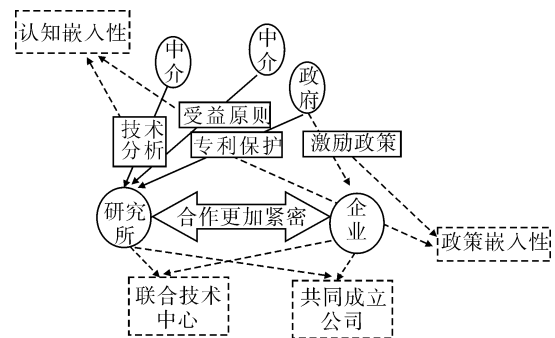 认知嵌入性
中介
中介
政府
受益原则
技术
分析
专利保护
激励政策
研究
所
合作更加紧密
企
业
政策嵌入性
联合技术
中心
共同成立
公司